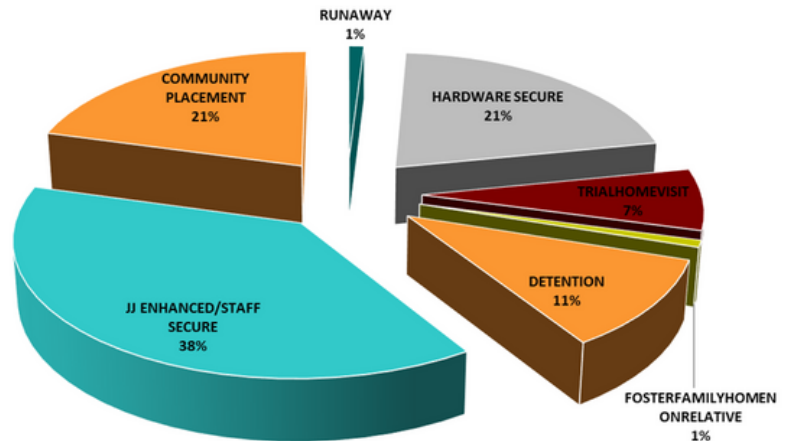 RUNAWAY
1%
COMMUNITY
PLACEMENT
21%
HARDWARE SECURE
21%
TRIALHOMEVISIT
7%
DETENTION
11%
JJ ENHANCED/STAFF
SECURE
38%
FOSTERFAMILYHOMEN
ONRELATIVE
1%